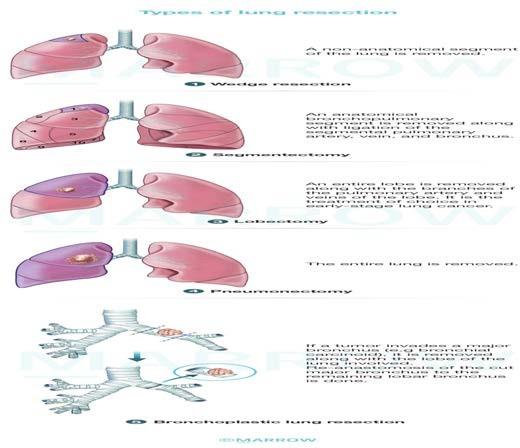 Types of lung resection
A non-anatomical segment
of the lung is removed.
1 Wedge resection
An anatomical
bronchopulmonary
segment is removed along
with ligation of the
segmental pulmonary
artery, vein, and bronchus.
2 Segmentectomy
An entire lobe is removed
along with the branches of
the pulmonary artery and
veins of the lobe. It is the
treatment of choice in
early-stage lung cancer.
3 Lobectomy
The entire lung is removed.
4 Pneumonectomy
If a tumor invades a major
bronchus (e.g bronchial
carcinoid), it is removed
along with the lobe of the
lung involved.
Re-anastomosis of the cut
major bronchus to the
remaining lobar bronchus
is done.
5 Bronchoplastic lung resection
MARROW